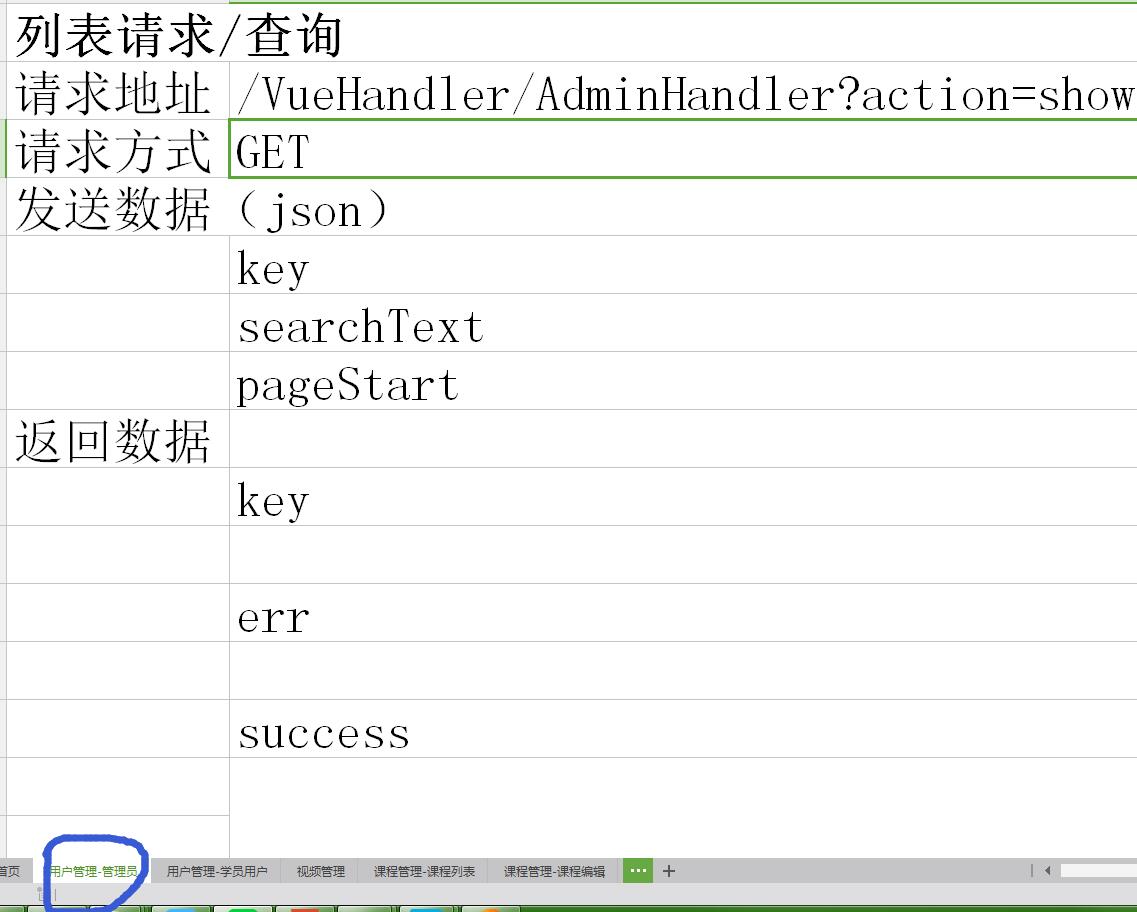 列表请求/查询
请求地址 /VueHandler/AdminHandler?action=show
请求方式 GET
发送数据（json）
key
searchText
pageStart
返回数据
key
err
success
首页 用户管理-管理员 用户管理-学员用户 视频管理 课程管理-课程列表 课程管理-课程编辑 ··· +